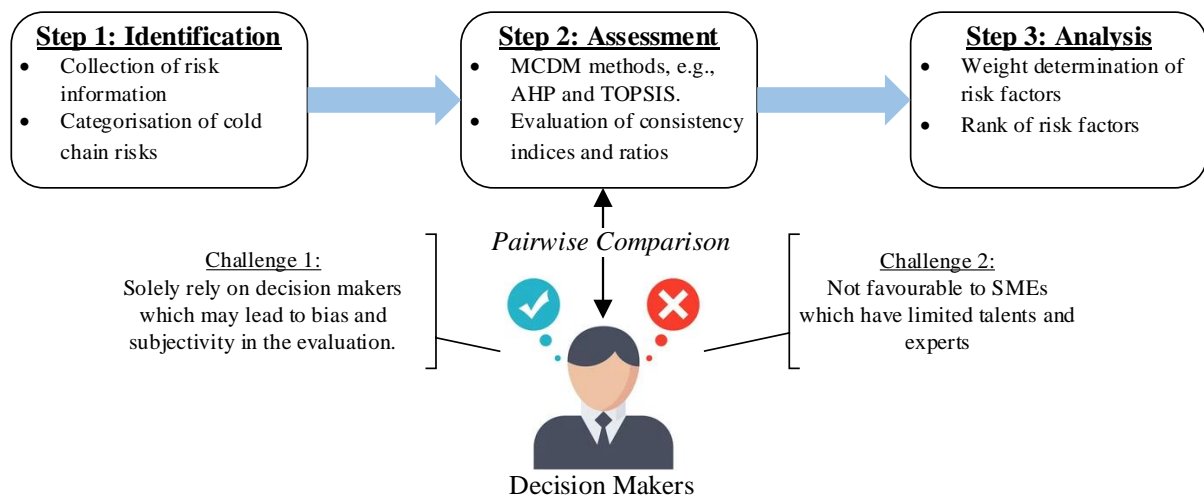 Step 1: Identification
• Collection of risk
information
• Categorisation of cold
chain risks
Step 2: Assessment
• MCDM methods, e.g.,
AHP and TOPSIS.
• Evaluation of consistency
indices and ratios
Step 3: Analysis
• Weight determination of
risk factors
• Rank of risk factors
Pairwise Comparison
Challenge 1:
Solely rely on decision makers
which may lead to bias and
subjectivity in the evaluation.
Challenge 2:
Not favourable to SMEs
which have limited talents and
experts
Decision Makers